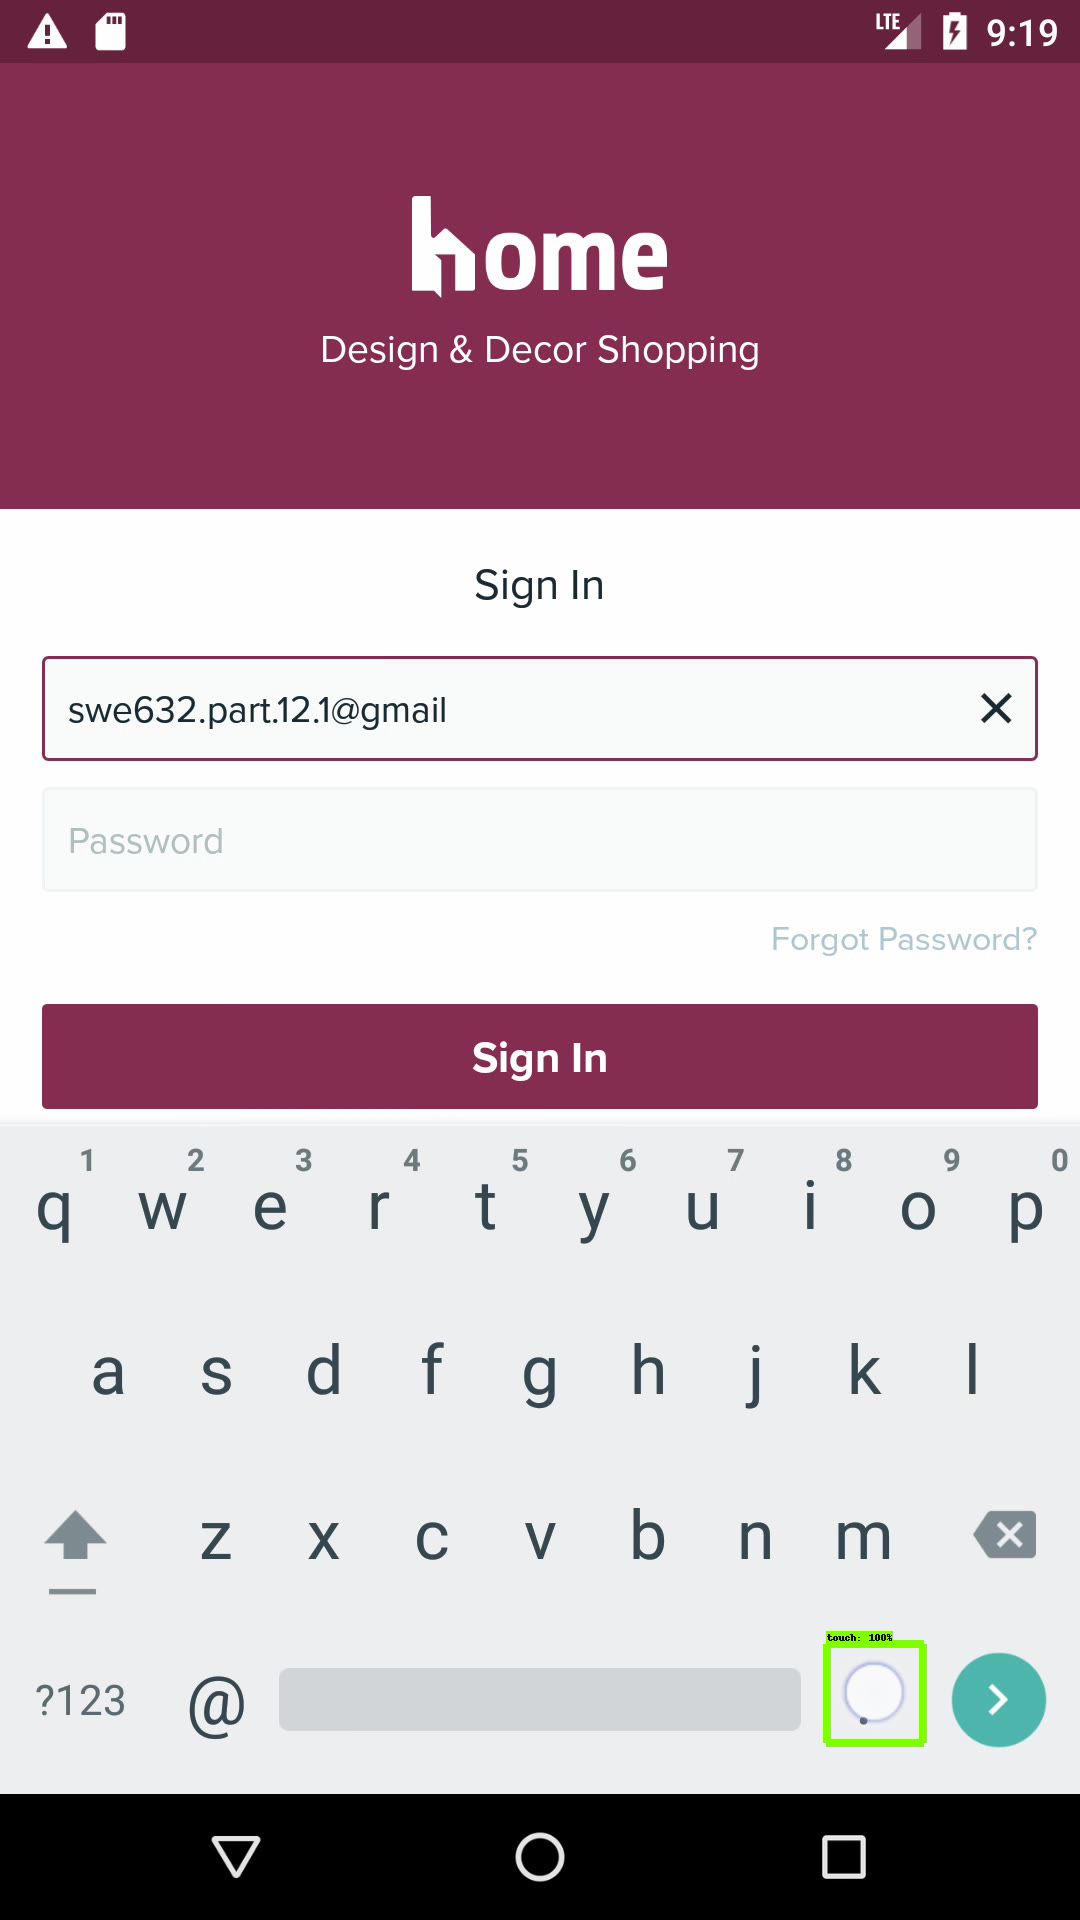 LTE 9:19
home
Design & Decor Shopping
Sign In
swe632.part.12.1@gmail
Password
Forgot Password?
Sign In
1 2 3 4 5 6 7 8 9 0
q w e r t y u i o p
a s d f g h j k l
z x c v b n m
touch: 100%
?123 @ .